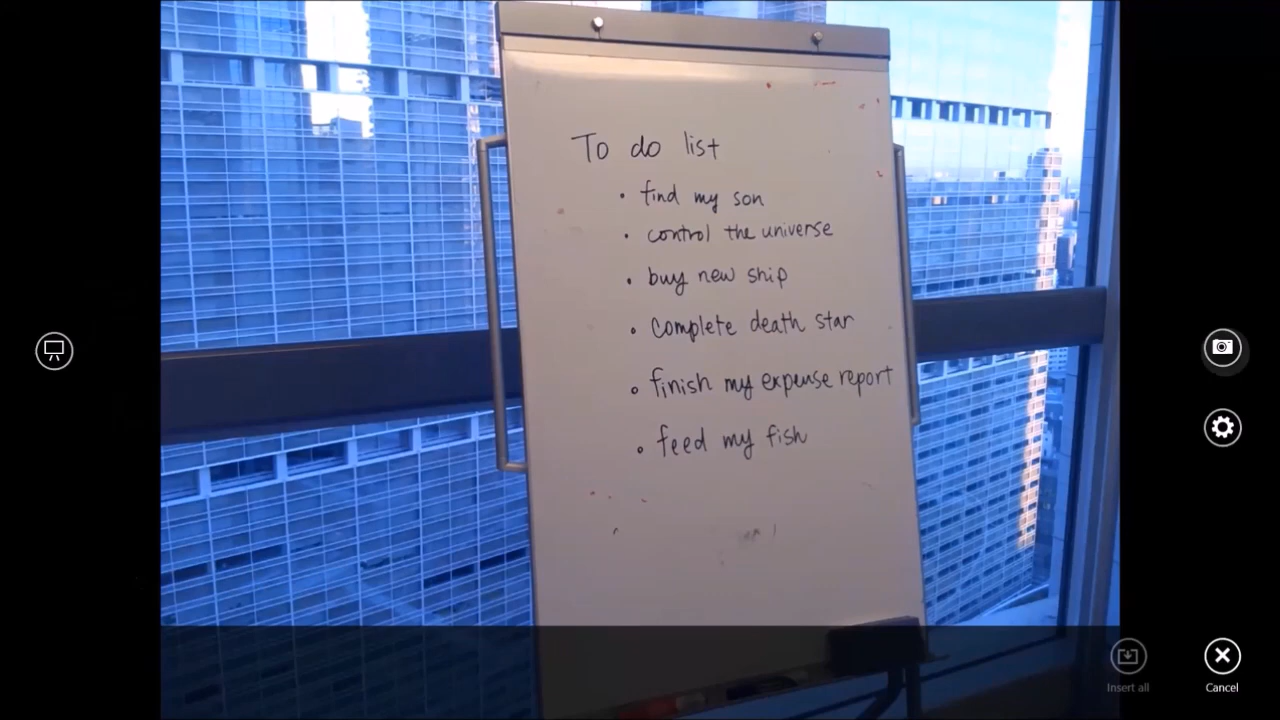 To do list
• find my son
• control the universe
• buy new ship
• complete death star
• finish my expense report
• feed my fish
Insert all
Cancel